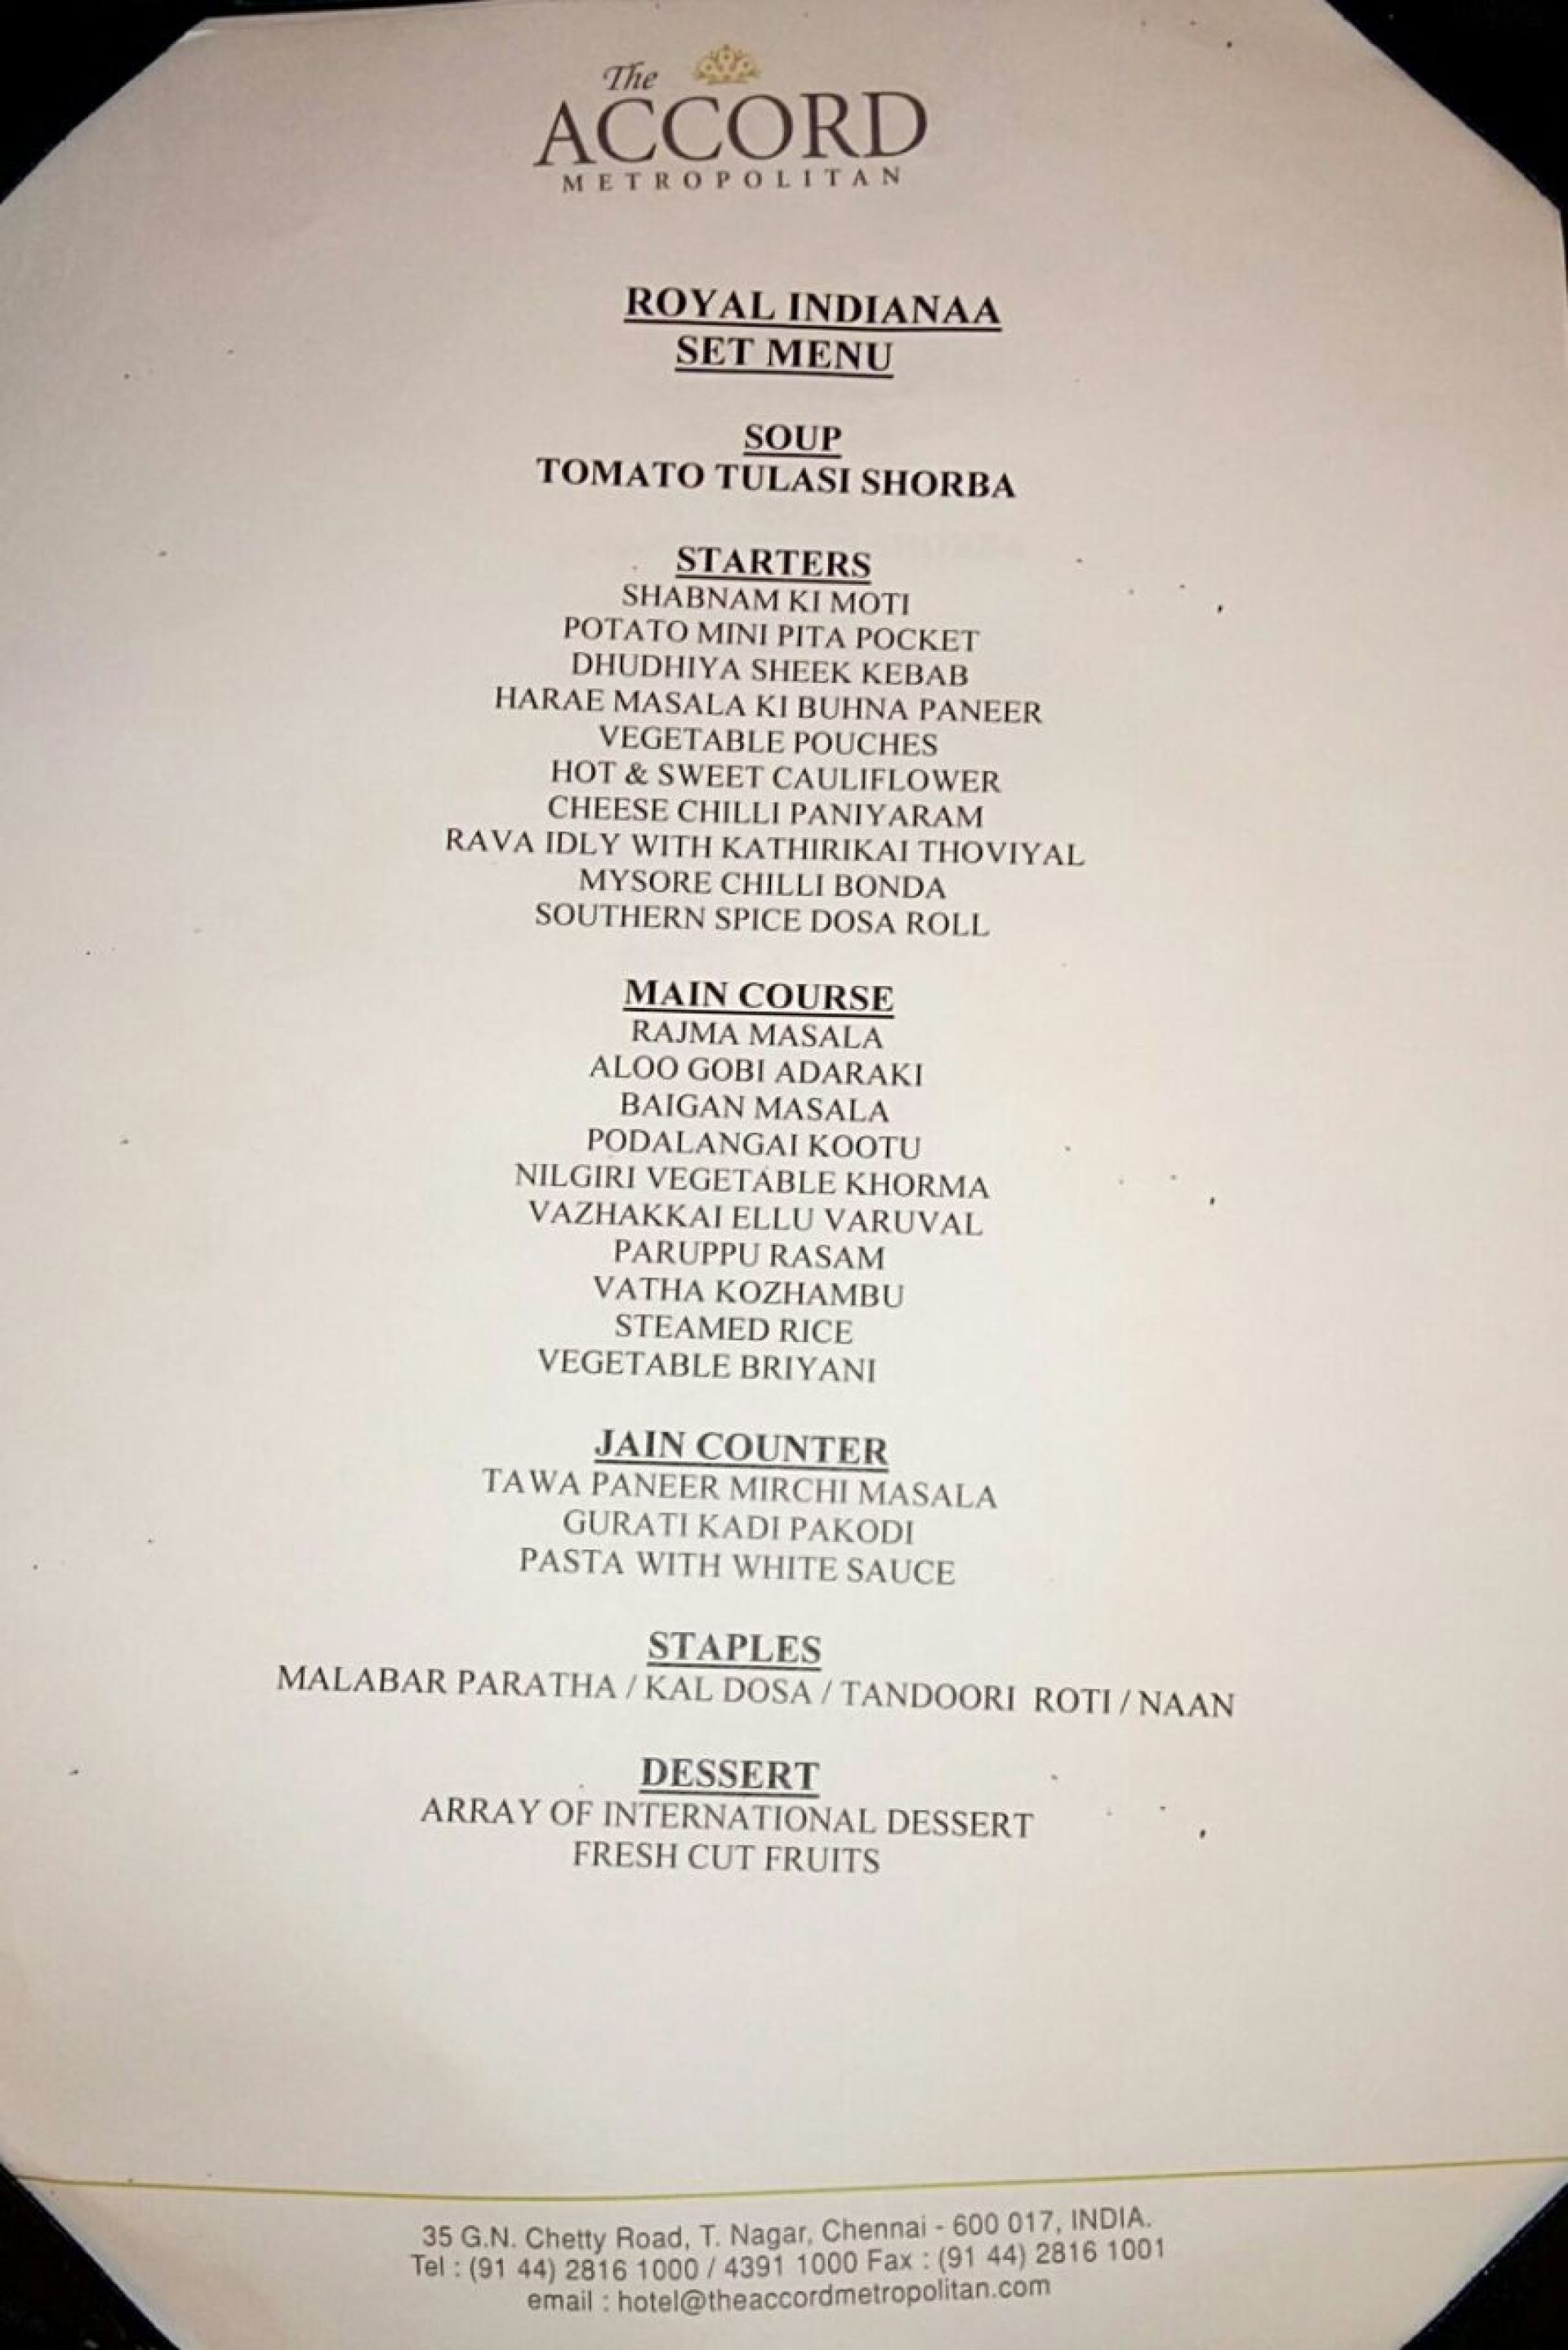 The
ACCORD
METROPOLITAN
ROYAL INDIANAA
SET MENU
SOUP
TOMATO TULASI SHORBA
STARTERS
SHABNAM KI MOTI
POTATO MINI PITA POCKET
DHUDHIYA SHEEK KEBAB
HARAE MASALA KI BUHNA PANEER
VEGETABLE POUCHES
HOT & SWEET CAULIFLOWER
CHEESE CHILLI PANIYARAM
RAVA IDLY WITH KATHIRIKAI THOVIYAL
MYSORE CHILLI BONDA
SOUTHERN SPICE DOSA ROLL
MAIN COURSE
RAJMA MASALA
ALOO GOBI ADARAKI
BAIGAN MASALA
PODALANGAI KOOTU
NILGIRI VEGETABLE KHORMA
VAZHAKKAI ELLU VARUVAL
PARUPPU RASAM
VATHA KOZHAMBU
STEAMED RICE
VEGETABLE BRIYANI
JAIN COUNTER
TAWA PANEER MIRCHI MASALA
GURATI KADI PAKODI
PASTA WITH WHITE SAUCE
STAPLES
MALABAR PARATHA / KAL DOSA / TANDOORI ROTI / NAAN
DESSERT
ARRAY OF INTERNATIONAL DESSERT
FRESH CUT FRUITS
35 G.N. Chetty Road, T. Nagar, Chennai - 600 017, INDIA.
Tel : (91 44) 2816 1000 / 4391 1000 Fax : (91 44) 2816 1001
email : hotel@theaccordmetropolitan.com